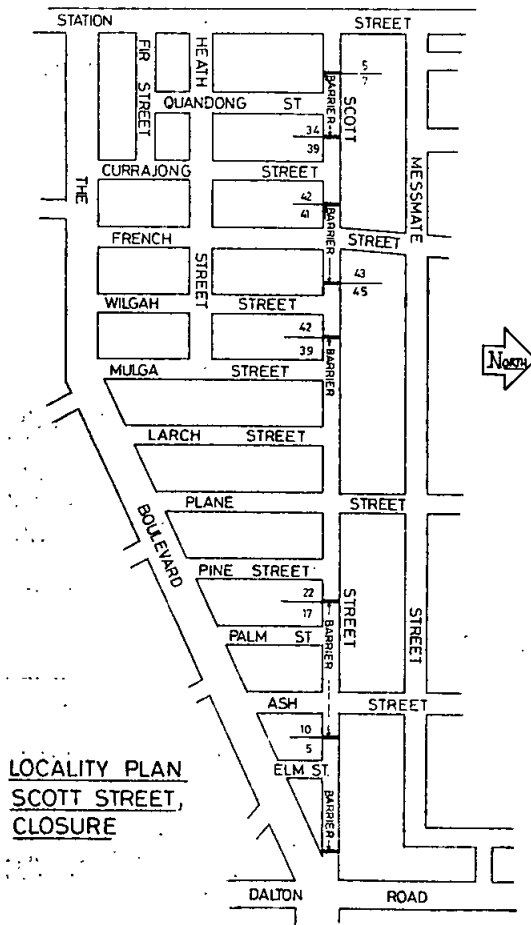 STATION STREET
FIR STREET
HEATH
BARRIER
SCOTT
5
7
QUANDONG ST
34
39
MESSMATE
CURRAJONG STREET
THE
42
41
BARRIER
FRENCH STREET
STREET
43
45
WILGAH STREET
42
39
BARRIER
MULGA STREET
NORTH
LARCH STREET
PLANE STREET
BOULEVARD
PINE STREET
22
17
STREET
STREET
BARRIER
PALM ST
ASH STREET
10
5
ELM ST.
BARRIER
LOCALITY PLAN
SCOTT STREET,
CLOSURE
DALTON ROAD